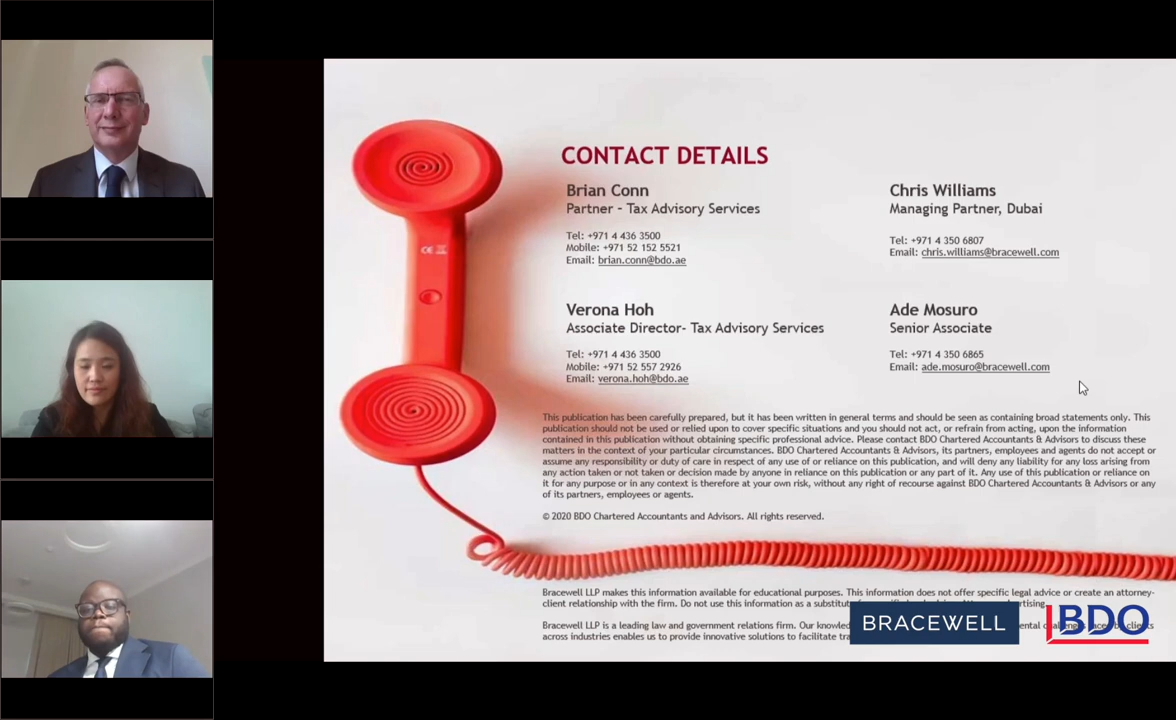 CONTACT DETAILS
Brian Conn
Partner - Tax Advisory Services
Tel: +971 4 436 3500
Mobile: +971 52 152 5521
Email: brian.conn@bdo.ae
Chris Williams
Managing Partner, Dubai
Tel: +971 4 350 6807
Email: chris.williams@bracewell.com
Verona Hoh
Associate Director- Tax Advisory Services
Tel: +971 4 436 3500
Mobile: +971 52 557 2926
Email: verona.hoh@bdo.ae
Ade Mosuro
Senior Associate
Tel: +971 4 350 6865
Email: ade.mosuro@bracewell.com
This publication has been carefully prepared, but it has been written in general terms and should be seen as containing broad statements only. This
publication should not be used or relied upon to cover specific situations and you should not act, or refrain from acting, upon the information
contained in this publication without obtaining specific professional advice. Please contact BDO Chartered Accountants & Advisors to discuss these
matters in the context of your particular circumstances. BDO Chartered Accountants & Advisors, its partners, employees and agents do not accept or
assume any responsibility or duty of care in respect of any use of or reliance on this publication, and will deny any liability for any loss arising from
any action taken or not taken or decision made by anyone in reliance on this publication or any part of it. Any use of this publication or reliance on
it for any purpose or in any context is therefore at your own risk, without any right of recourse against BDO Chartered Accountants & Advisors or any
of its partners, employees or agents.
© 2020 BDO Chartered Accountants and Advisors. All rights reserved.
Bracewell LLP makes this information available for educational purposes. This information does not offer specific legal advice or create an attorney-
client relationship with the firm. Do not use this information as a substitute
Bracewell LLP is a leading law and government relations firm. Our
across industries enables us to provide innovative solutions to facilitate
BRACEWELL
BDO
CE